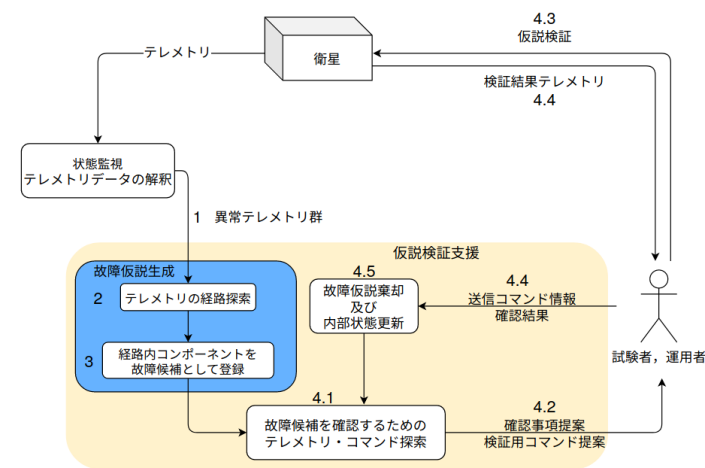 4.3
仮説検証
テレメトリ
衛星
検証結果テレメトリ
4.4
状態監視
テレメトリデータの解釈
1 異常テレメトリ群
仮説検証支援
故障仮説生成
2
テレメトリの経路探索
3
経路内コンポーネントを
故障候補として登録
4.5
故障仮説棄却
及び
内部状態更新
4.4
送信コマンド情報
確認結果
試験者，運用者
4.1
故障候補を確認するための
テレメトリ・コマンド探索
4.2
確認事項提案
検証用コマンド提案